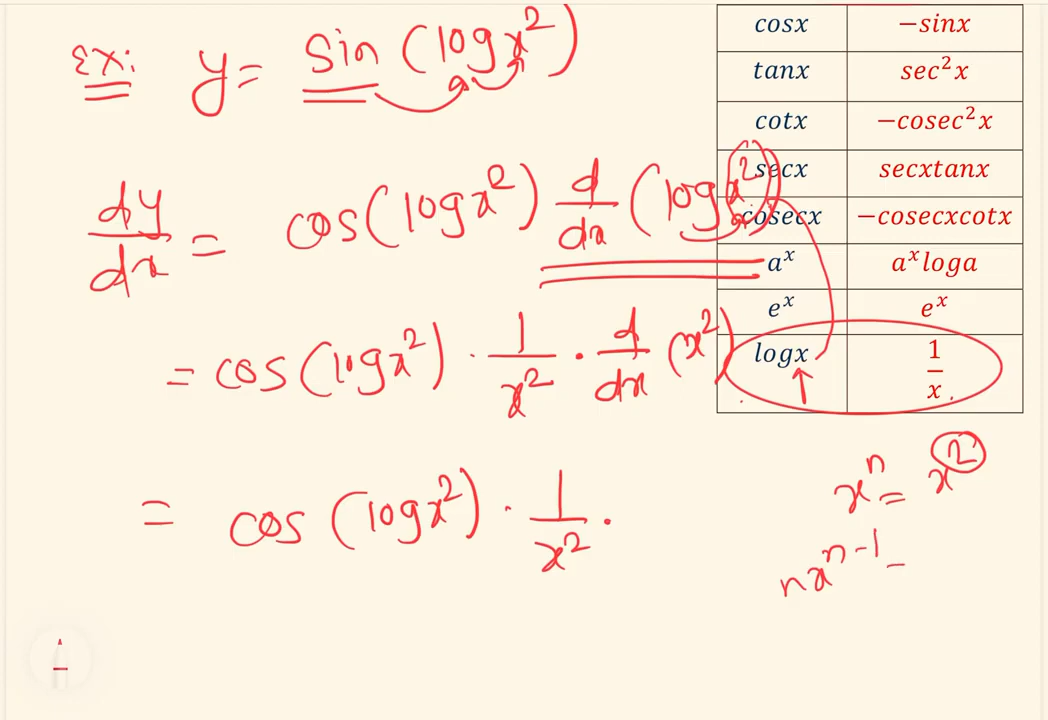 Ex: y = sin (log x²)
dy/dx = cos(log x²) d/dx (log x²)
= cos (log x²) · 1/x² · d/dx (x²)
= cos (log x²) · 1/x² ·
cosx −sinx
tanx sec²x
cotx −cosec²x
secx secxtanx
cosecx −cosecxcotx
aˣ aˣloga
eˣ eˣ
logx 1/x
xⁿ = x²
nxⁿ⁻¹ =